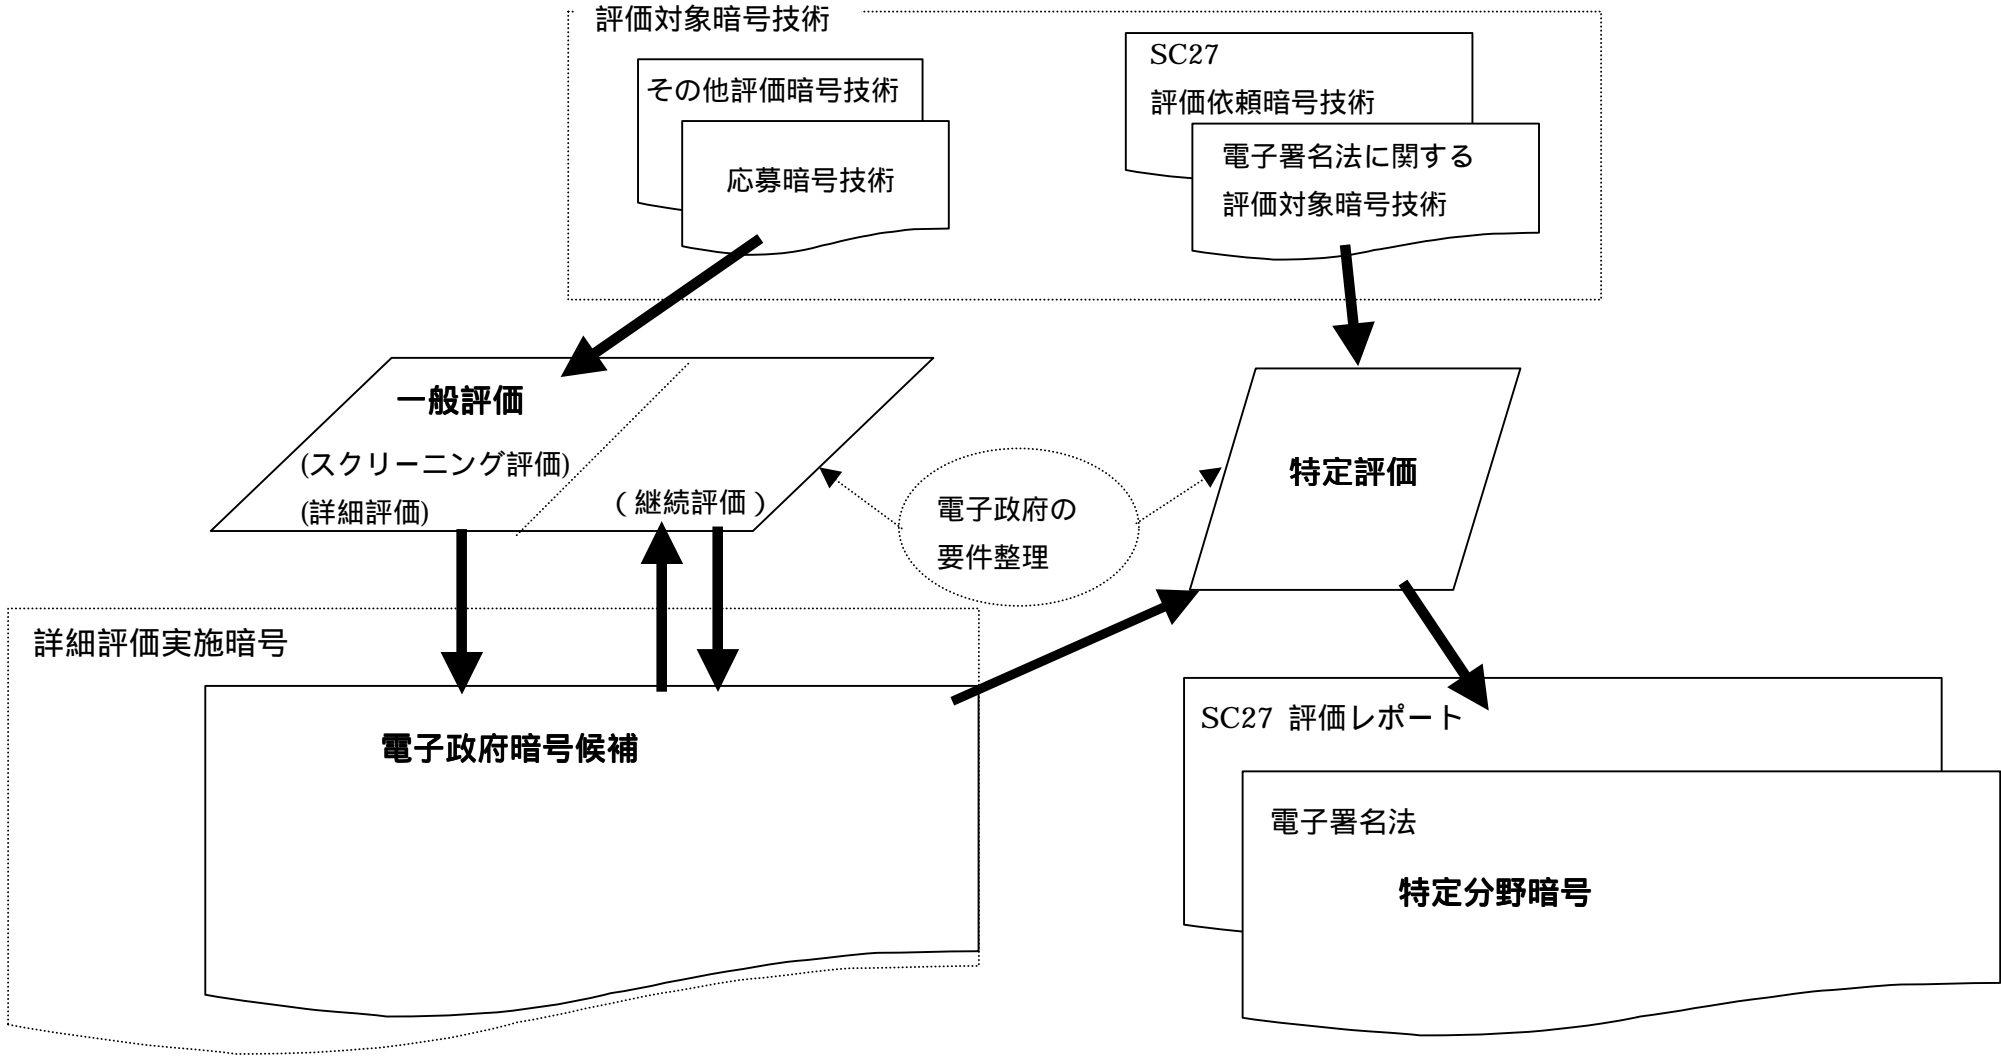 評価対象暗号技術
その他評価暗号技術
応募暗号技術
SC27
評価依頼暗号技術
電子署名法に関する
評価対象暗号技術
一般評価
(スクリーニング評価)
(詳細評価)
（継続評価）
電子政府の
要件整理
特定評価
詳細評価実施暗号
電子政府暗号候補
SC27 評価レポート
電子署名法
特定分野暗号